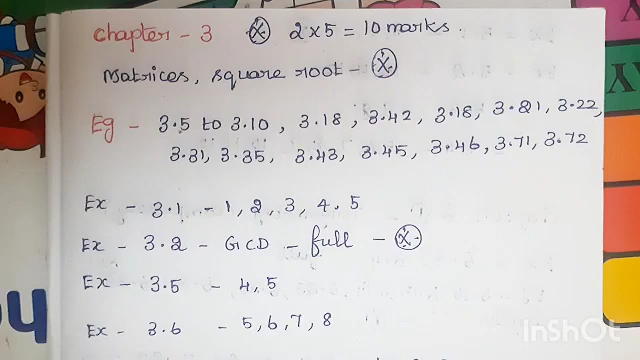 Chapter - 3 ⊗ 2 x 5 = 10 marks.
Matrices, square root - ⊗
Eg - 3.5 to 3.10, 3.18, 3.42, 3.18, 3.21, 3.22,
3.31, 3.35, 3.43, 3.45, 3.46, 3.71, 3.72
Ex - 3.1 - 1, 2, 3, 4, 5
Ex - 3.2 - GCD - full - ⊗
Ex - 3.5 - 4, 5
Ex - 3.6 - 5, 6, 7, 8
InShOt